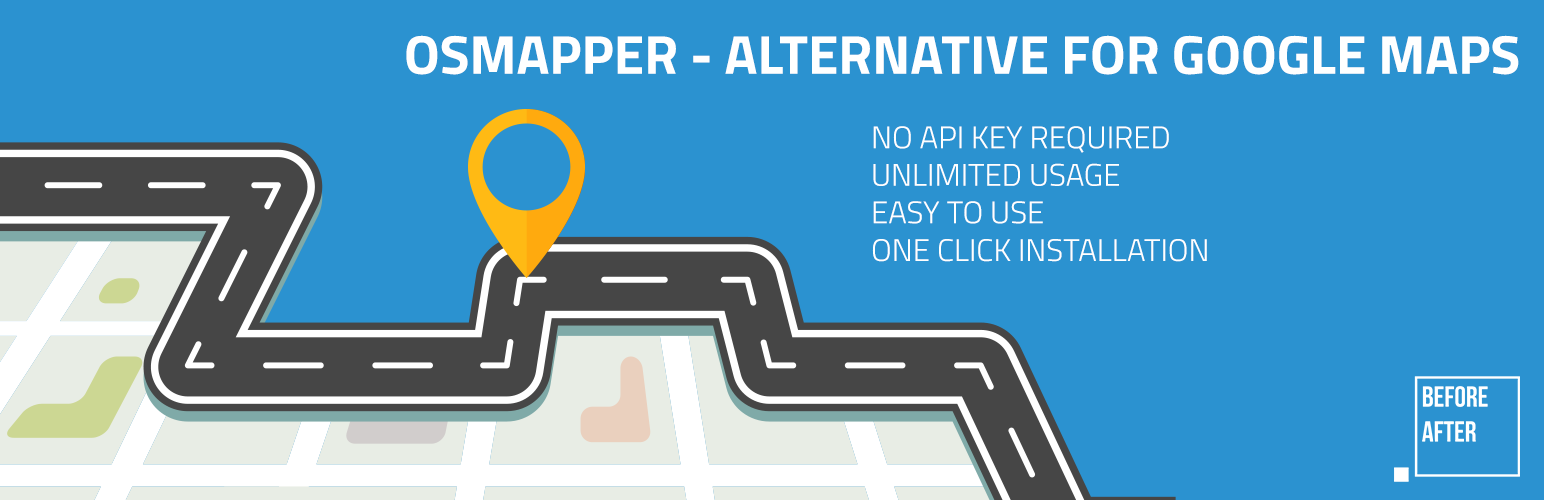 OSMAPPER - ALTERNATIVE FOR GOOGLE MAPS
NO API KEY REQUIRED
UNLIMITED USAGE
EASY TO USE
ONE CLICK INSTALLATION
BEFORE
AFTER